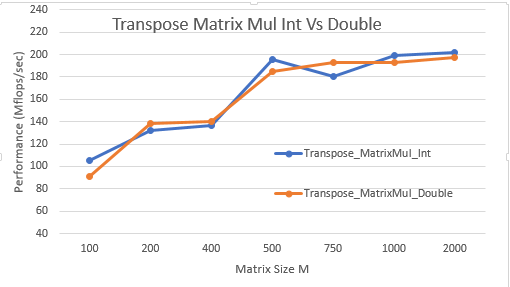 Transpose Matrix Mul Int Vs Double
240
220
200
180
160
140
120
100
80
60
40
Performance (Mflops/sec)
Transpose_MatrixMul_Int
Transpose_MatrixMul_Double
100 200 400 500 750 1000 2000
Matrix Size M